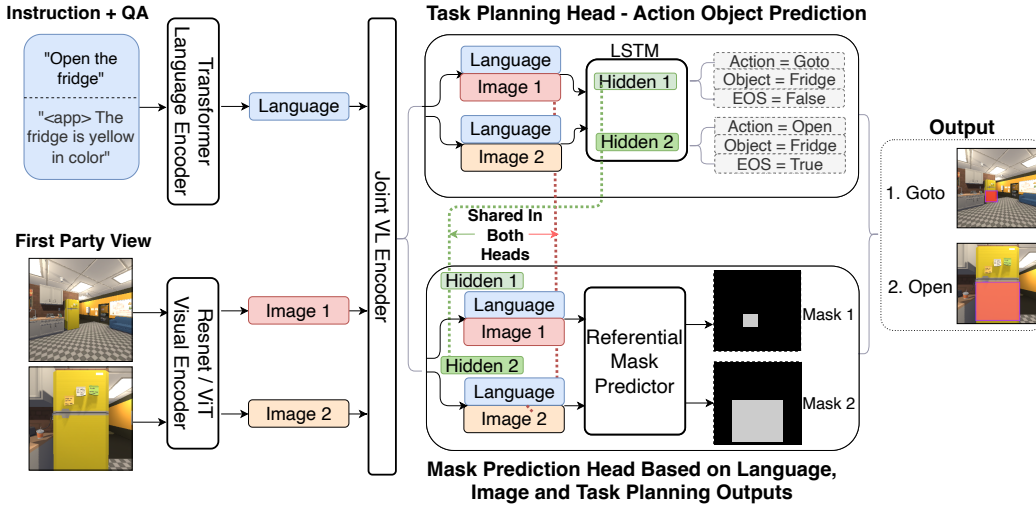 Instruction + QA
"Open the
fridge"
"<app> The
fridge is yellow
in color"
Transformer
Language Encoder
Language
First Party View
Resnet / ViT
Visual Encoder
Image 1
Image 2
Joint VL Encoder
Task Planning Head - Action Object Prediction
Language
Image 1
Language
Image 2
LSTM
Hidden 1
Hidden 2
Action = Goto
Object = Fridge
EOS = False
Action = Open
Object = Fridge
EOS = True
Shared In
Both
Heads
Hidden 1
Language
Image 1
Hidden 2
Language
Image 2
Referential
Mask
Predictor
Mask 1
Mask 2
Mask Prediction Head Based on Language,
Image and Task Planning Outputs
Output
1. Goto
2. Open